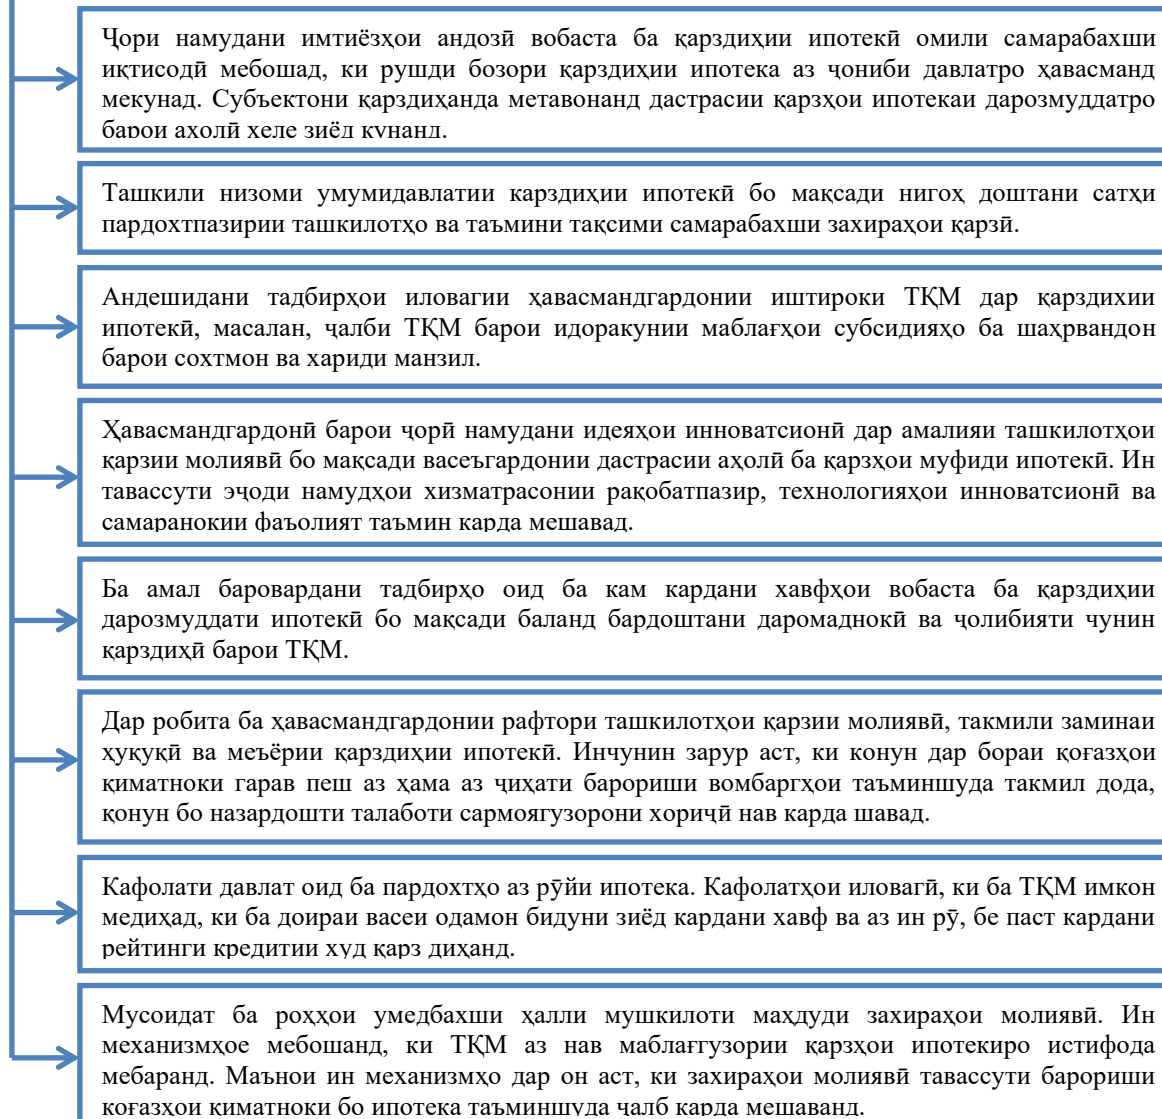 Ҷори намудани имтиёзҳои андозӣ вобаста ба қарздиҳии ипотекӣ омили самарабахши
иқтисодӣ мебошад, ки рушди бозори қарздиҳии ипотека аз ҷониби давлатро ҳавасманд
мекунад. Субъектони қарздиҳанда метавонанд дастрасии қарзҳои ипотекаи дарозмуддатро
барои аҳолӣ хеле зиёд кунанд.
Ташкили низоми умумидавлатии карздиҳии ипотекӣ бо мақсади нигоҳ доштани сатҳи
пардохтпазирии ташкилотҳо ва таъмини тақсими самарабахши захираҳои қарзӣ.
Андешидани тадбирҳои иловагии ҳавасмандгардонии иштироки ТҚМ дар қарздихии
ипотекӣ, масалан, ҷалби ТҚМ барои идоракунии маблағҳои субсидияҳо ба шаҳрвандон
барои сохтмон ва хариди манзил.
Ҳавасмандгардонӣ барои ҷорӣ намудани идеяҳои инноватсионӣ дар амалияи ташкилотҳои
қарзии молиявӣ бо мақсади васеъгардонии дастрасии аҳолӣ ба қарзҳои муфиди ипотекӣ. Ин
тавассути эҷоди намудҳои хизматрасонии рақобатпазир, технологияҳои инноватсионӣ ва
самаранокии фаъолият таъмин карда мешавад.
Ба амал баровардани тадбирҳо оид ба кам кардани хавфҳои вобаста ба қарздиҳии
дарозмуддати ипотекӣ бо мақсади баланд бардоштани даромаднокӣ ва ҷолибияти чунин
қарздиҳӣ барои ТҚМ.
Дар робита ба ҳавасмандгардонии рафтори ташкилотҳои қарзии молиявӣ, такмили заминаи
ҳуқуқӣ ва меъёрии қарздиҳии ипотекӣ. Инчунин зарур аст, ки конун дар бораи қоғазҳои
қиматноки гарав пеш аз ҳама аз ҷиҳати барориши вомбаргҳои таъминшуда такмил дода,
қонун бо назардошти талаботи сармоягузорони хориҷӣ нав карда шавад.
Кафолати давлат оид ба пардохтҳо аз рӯйи ипотека. Кафолатҳои иловагӣ, ки ба ТҚМ имкон
медиҳад, ки ба доираи васеи одамон бидуни зиёд кардани хавф ва аз ин рӯ, бе паст кардани
рейтинги кредитии худ қарз диҳанд.
Мусоидат ба роҳҳои умедбахши ҳалли мушкилоти маҳдуди захираҳои молиявӣ. Ин
механизмҳое мебошанд, ки ТҚМ аз нав маблағгузории қарзҳои ипотекиро истифода
мебаранд. Маънои ин механизмҳо дар он аст, ки захираҳои молиявӣ тавассути барориши
коғазҳои қиматноки бо ипотека таъминшуда ҷалб карда мешаванд.